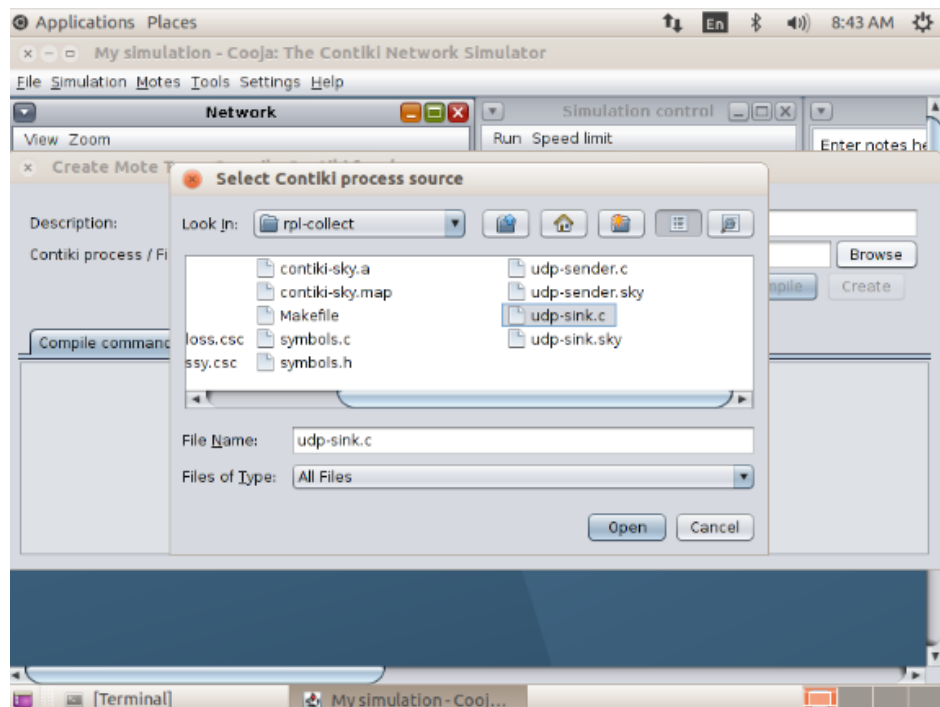 Applications Places En 8:43 AM
My simulation - Cooja: The Contiki Network Simulator
File Simulation Motes Tools Settings Help
Network Simulation control
View Zoom Run Speed limit Enter notes he
Create Mote T
Select Contiki process source
Description: Look In: rpl-collect
Contiki process / Fi Browse
contiki-sky.a udp-sender.c
contiki-sky.map udp-sender.sky
mpile Create
Makefile udp-sink.c
Compile command loss.csc symbols.c udp-sink.sky
ssy.csc symbols.h
File Name: udp-sink.c
Files of Type: All Files
Open Cancel
[Terminal] My simulation - Cooj...